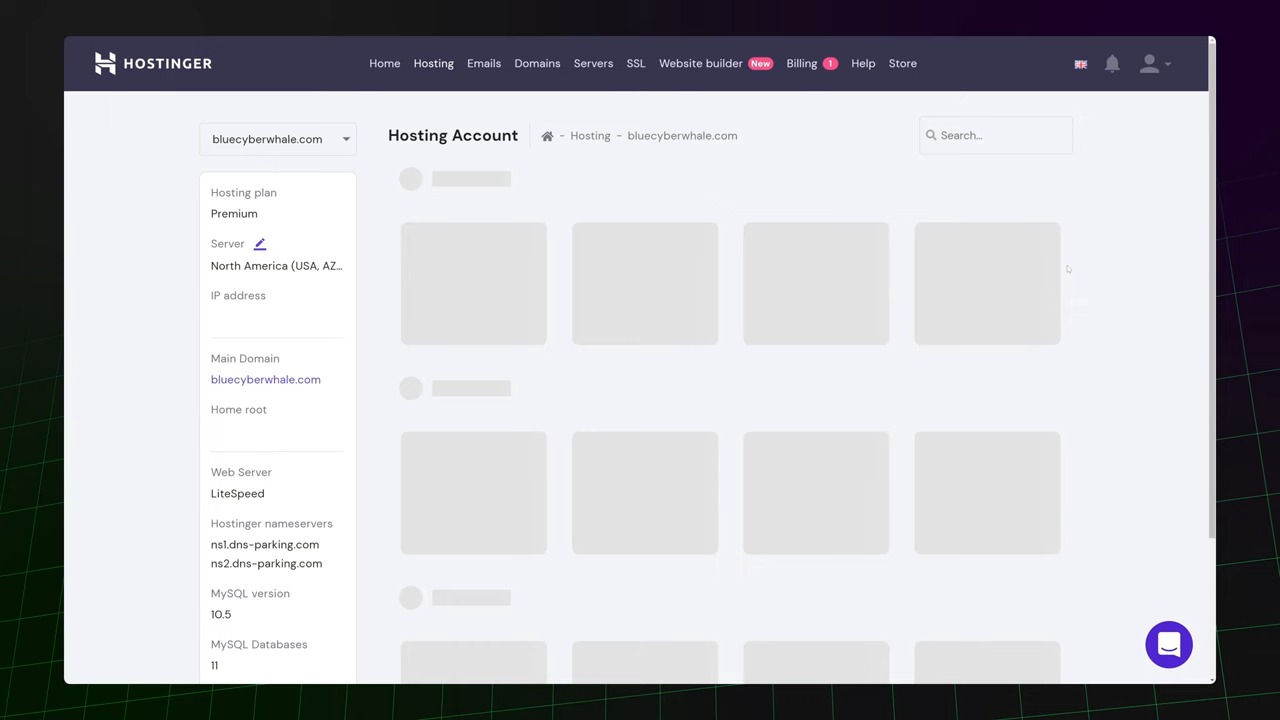 HOSTINGER
Home Hosting Emails Domains Servers SSL Website builder New Billing 1 Help Store
bluecyberwhale.com
Hosting Account - Hosting - bluecyberwhale.com
Search...
Hosting plan
Premium
Server
North America (USA, AZ...
IP address
Main Domain
bluecyberwhale.com
Home root
Web Server
LiteSpeed
Hostinger nameservers
ns1.dns-parking.com
ns2.dns-parking.com
MySQL version
10.5
MySQL Databases
11